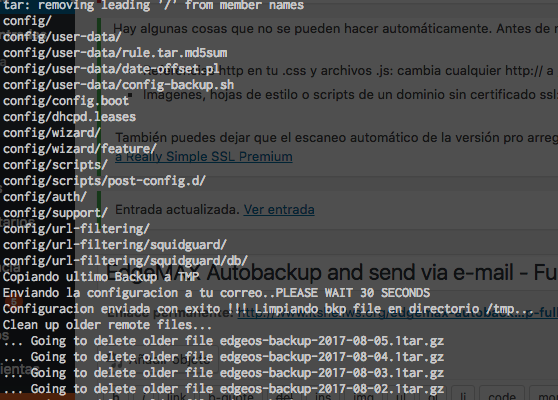 tar: removing leading '/' from member names
config/
config/user-data/
config/user-data/rule.tar.md5sum
config/user-data/date-offset.pl
config/user-data/config-backup.sh
config/config.boot
config/dhcpd.leases
config/wizard/
config/wizard/feature/
config/scripts/
config/scripts/post-config.d/
config/auth/
config/support/
config/url-filtering/
config/url-filtering/squidguard/
config/url-filtering/squidguard/db/
Copiando ultimo Backup a TMP
Enviando la configuracion a tu correo..PLEASE WAIT 30 SECONDS
Configuracion enviada con exito !!! Limpiando bkp file en directorio /tmp...
Clean up older remote files...
... Going to delete older file edgeos-backup-2017-08-05.1tar.gz
... Going to delete older file edgeos-backup-2017-08-04.1tar.gz
... Going to delete older file edgeos-backup-2017-08-03.1tar.gz
... Going to delete older file edgeos-backup-2017-08-02.1tar.gz
Hay algunas cosas que no se pueden hacer automáticamente. Antes de
http en tu .css y archivos .js: cambia cualquier http:// a
Imágenes, hojas de estilo o scripts de un dominio sin certificado ssl
También puedes dejar que el escaneo automático de la versión pro arreg
a Really Simple SSL Premium
Entrada actualizada. Ver entrada
EdgeMAX Autobackup and send via e-mail - Fu